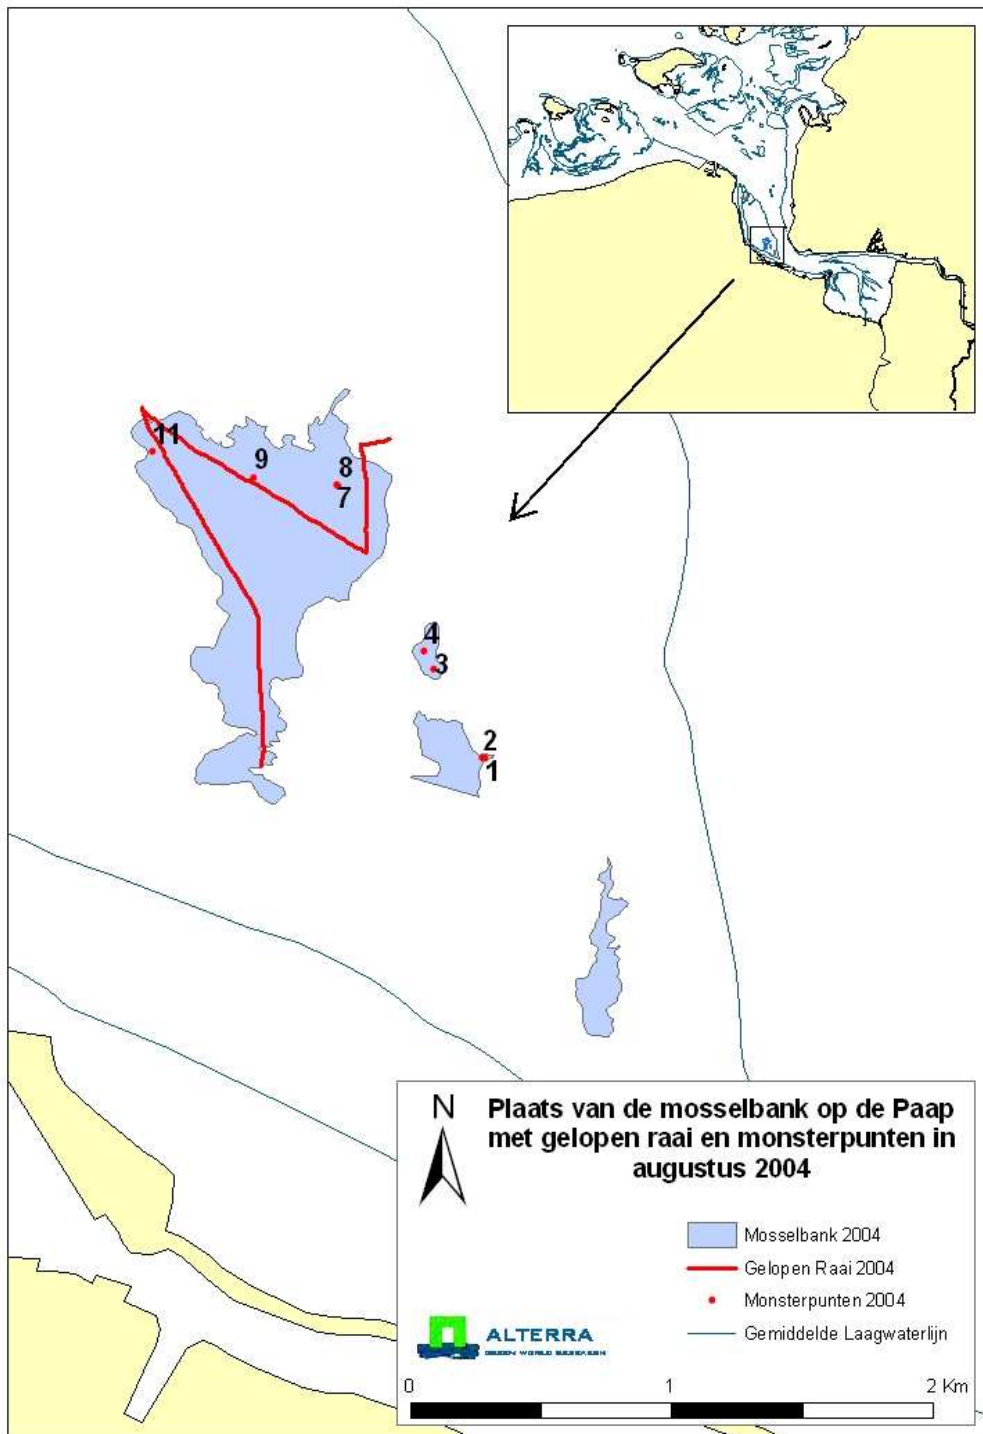 11
9
8
7
4
3
2
1
N
Plaats van de mosselbank op de Paap
met gelopen raai en monsterpunten in
augustus 2004
Mosselbank 2004
Gelopen Raai 2004
Monsterpunten 2004
Gemiddelde Laagwaterlijn
ALTERRA
0 1 2 Km